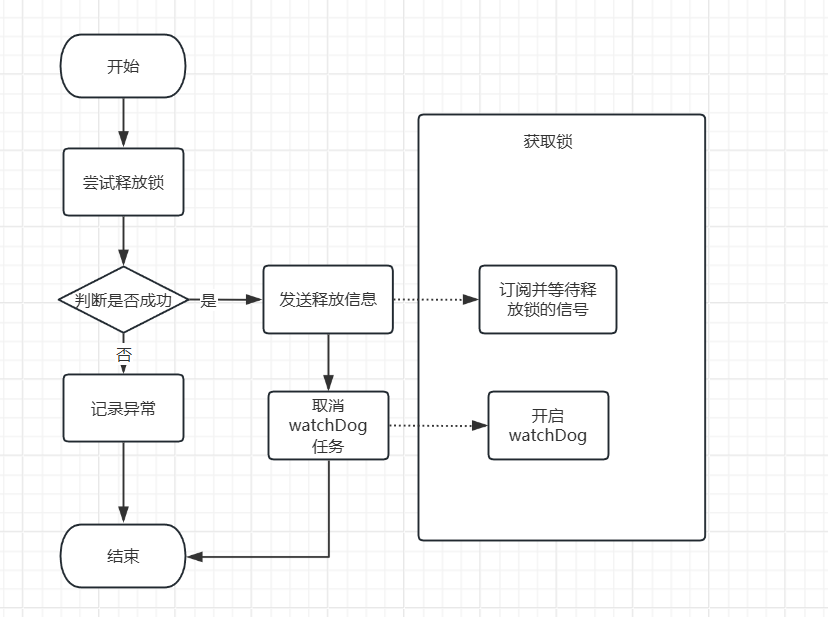 开始
获取锁
尝试释放锁
判断是否成功
是
发送释放信息
订阅并等待释
放锁的信号
否
记录异常
取消
watchDog
任务
开启
watchDog
结束